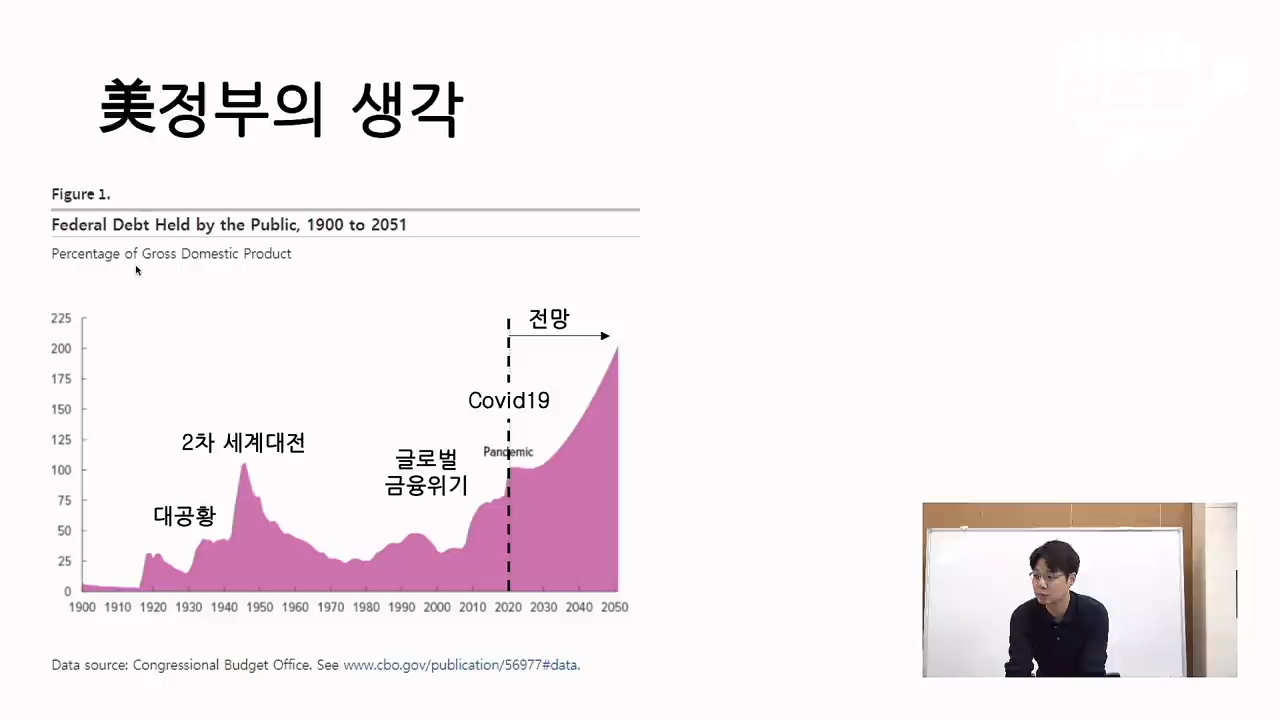 美정부의 생각
Figure 1.
Federal Debt Held by the Public, 1900 to 2051
Percentage of Gross Domestic Product
225
200
175
150
125
100
75
50
25
0
전망
Covid19
Pandemic
2차 세계대전
글로벌
금융위기
대공황
1900 1910 1920 1930 1940 1950 1960 1970 1980 1990 2000 2010 2020 2030 2040 2050
Data source: Congressional Budget Office. See www.cbo.gov/publication/56977#data.